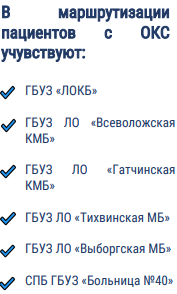 В маршрутизации
пациентов с ОКС
учувствуют:
ГБУЗ «ЛОКБ»
ГБУЗ ЛО «Всеволожская
КМБ»
ГБУЗ ЛО «Гатчинская
КМБ»
ГБУЗ ЛО «Тихвинская МБ»
ГБУЗ ЛО «Выборгская МБ»
СПБ ГБУЗ «Больница №40»